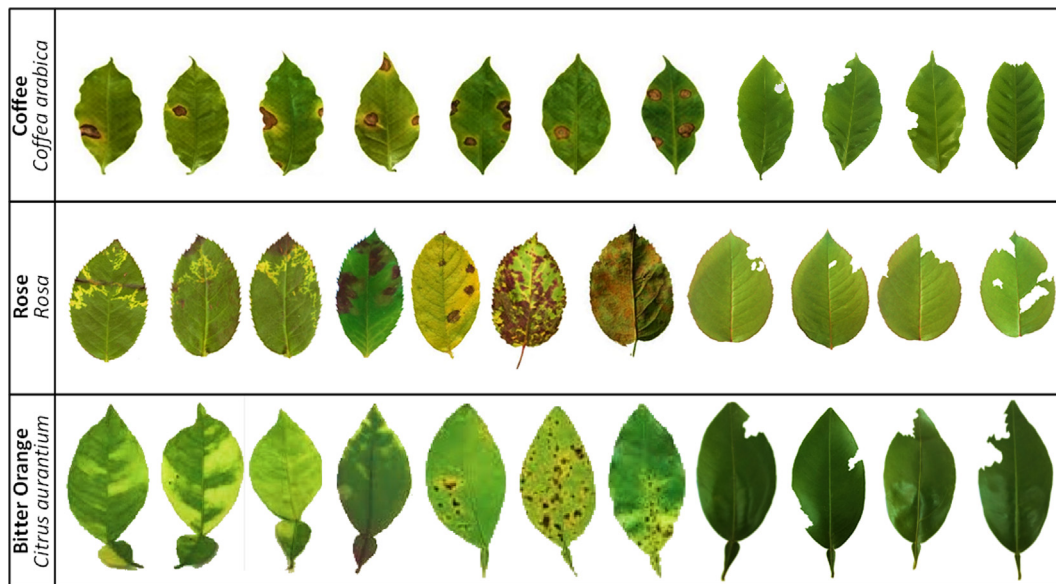 Coffee
Coffea arabica
Rose
Rosa
Bitter Orange
Citrus aurantium